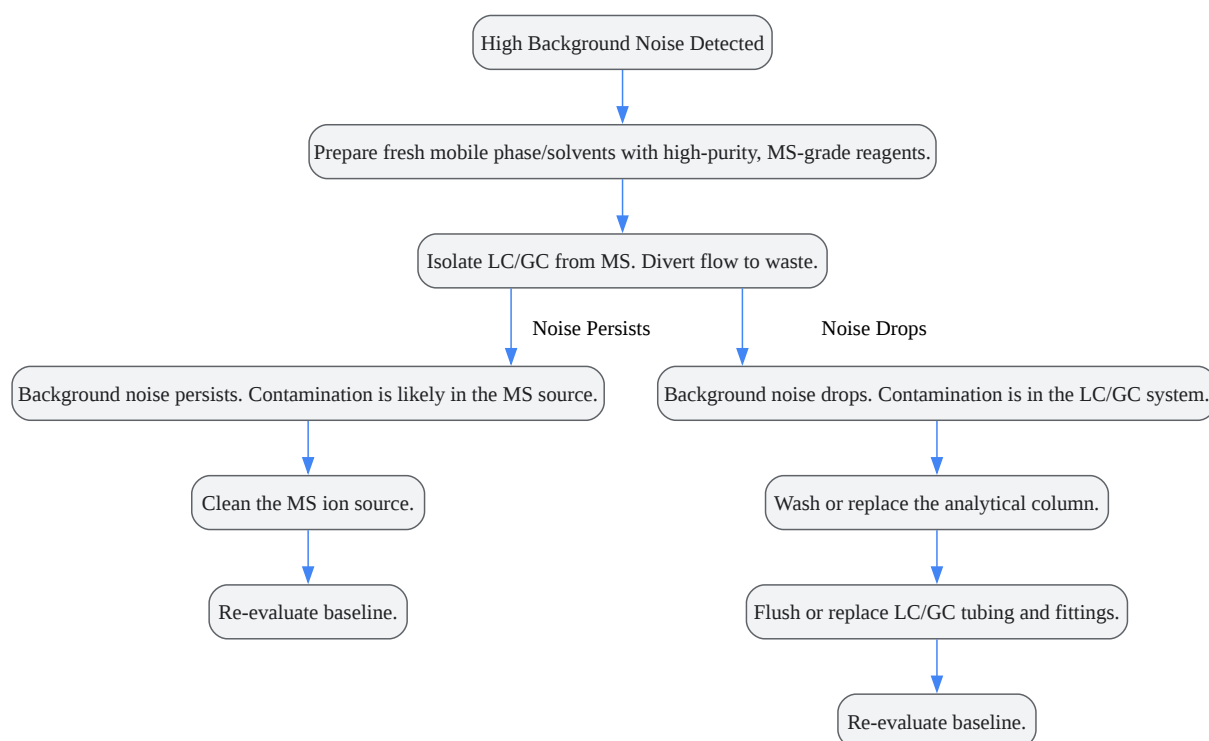 High Background Noise Detected
Prepare fresh mobile phase/solvents with high-purity, MS-grade reagents.
Isolate LC/GC from MS. Divert flow to waste.
Noise Persists
Noise Drops
Background noise persists. Contamination is likely in the MS source.
Background noise drops. Contamination is in the LC/GC system.
Clean the MS ion source.
Wash or replace the analytical column.
Re-evaluate baseline.
Flush or replace LC/GC tubing and fittings.
Re-evaluate baseline.